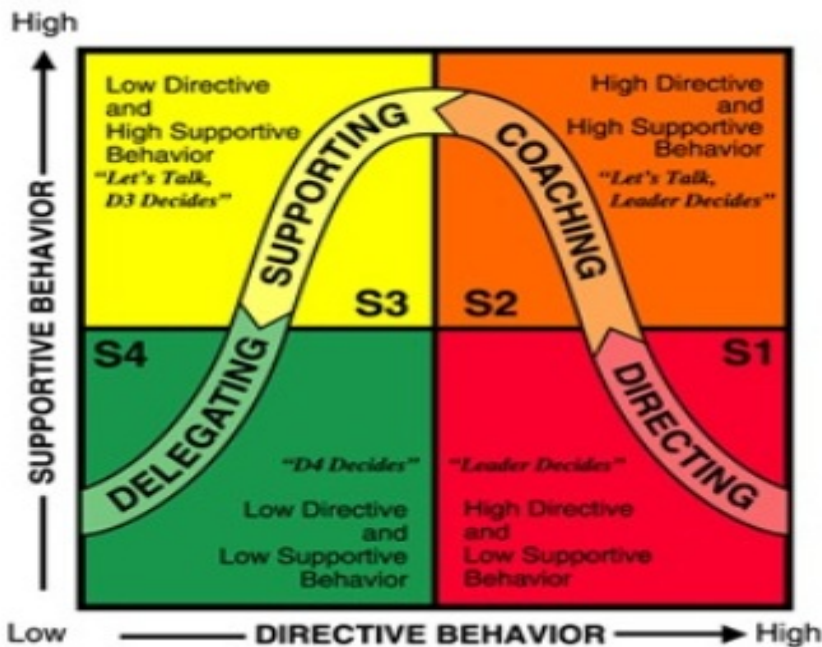 High
SUPPORTIVE BEHAVIOR
Low Directive
and
High Supportive
Behavior
“Let’s Talk,
D3 Decides”
SUPPORTING
S3
High Directive
and
High Supportive
Behavior
“Let’s Talk,
Leader Decides”
COACHING
S2
S4
DELEGATING
“D4 Decides”
Low Directive
and
Low Supportive
Behavior
S1
DIRECTING
“Leader Decides”
High Directive
and
Low Supportive
Behavior
Low
DIRECTIVE BEHAVIOR
High